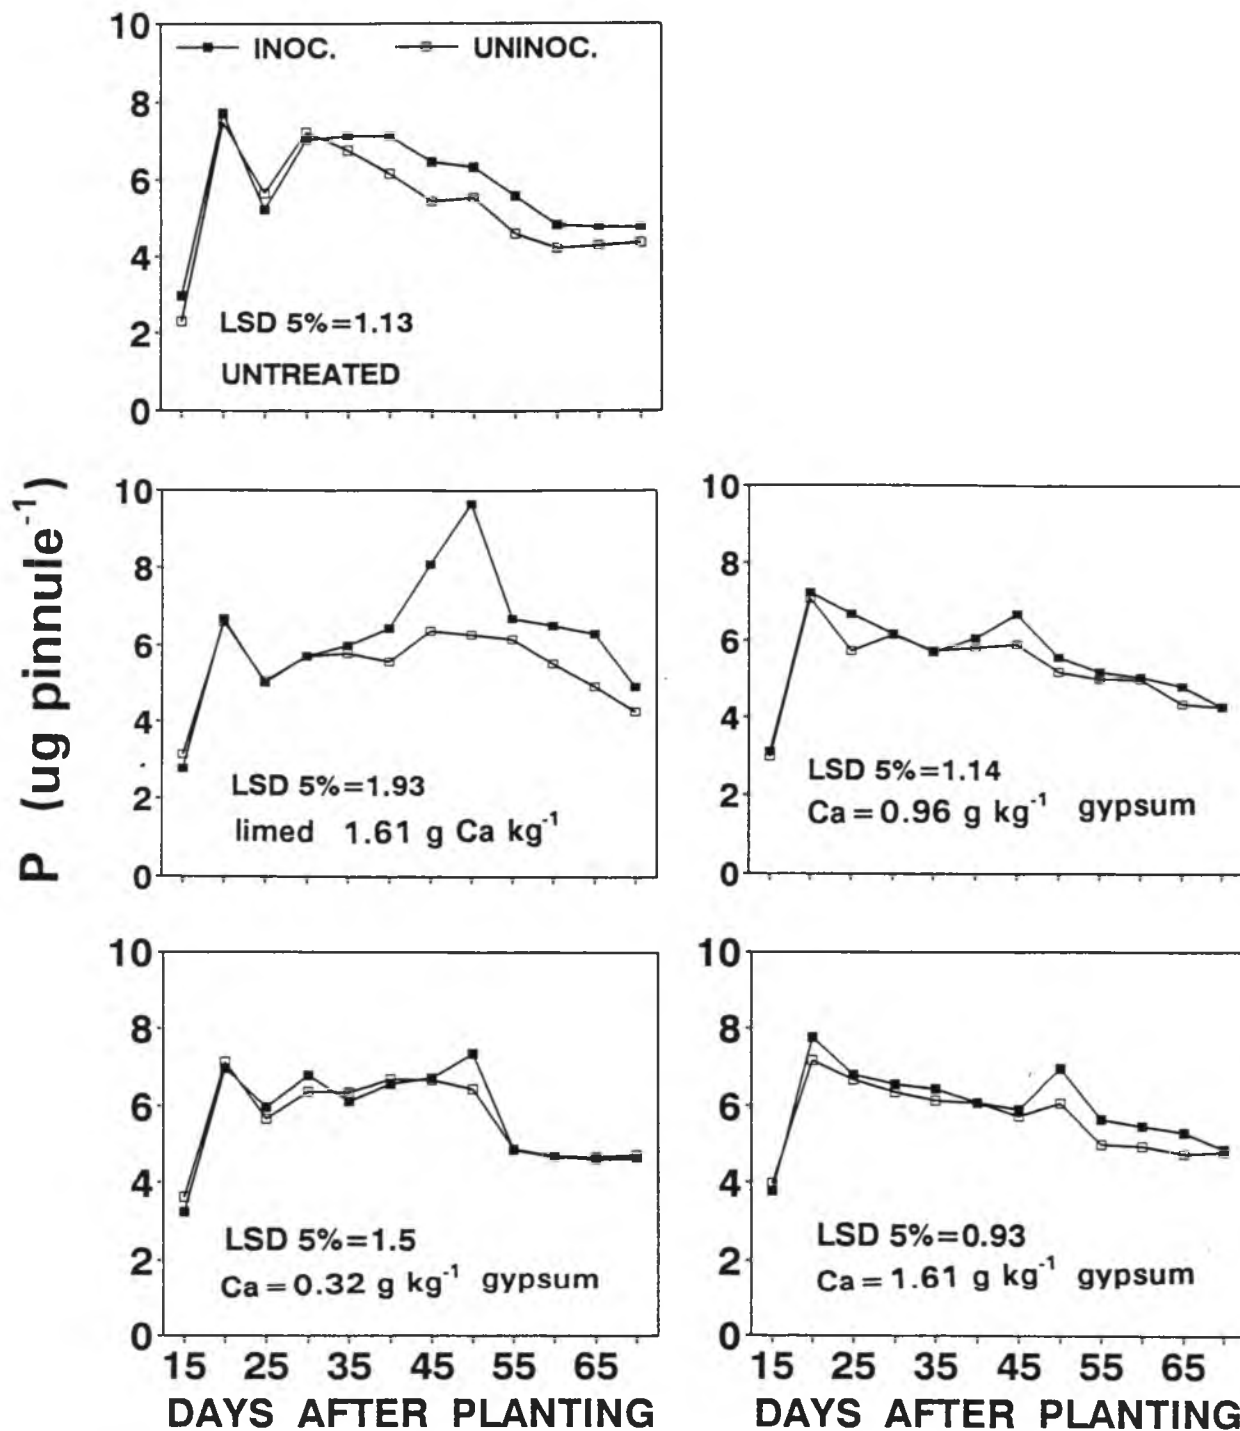 P (ug pinnule-1)
10
8
6
4
2
0
INOC. UNINOC.
LSD 5%=1.13
UNTREATED
10
8
6
4
2
0
LSD 5%=1.93
limed 1.61 g Ca kg-1
10
8
6
4
2
0
LSD 5%=1.14
Ca=0.96 g kg-1 gypsum
10
8
6
4
2
0
LSD 5%=1.5
Ca=0.32 g kg-1 gypsum
15 25 35 45 55 65
DAYS AFTER PLANTING
10
8
6
4
2
0
LSD 5%=0.93
Ca=1.61 g kg-1 gypsum
15 25 35 45 55 65
DAYS AFTER PLANTING